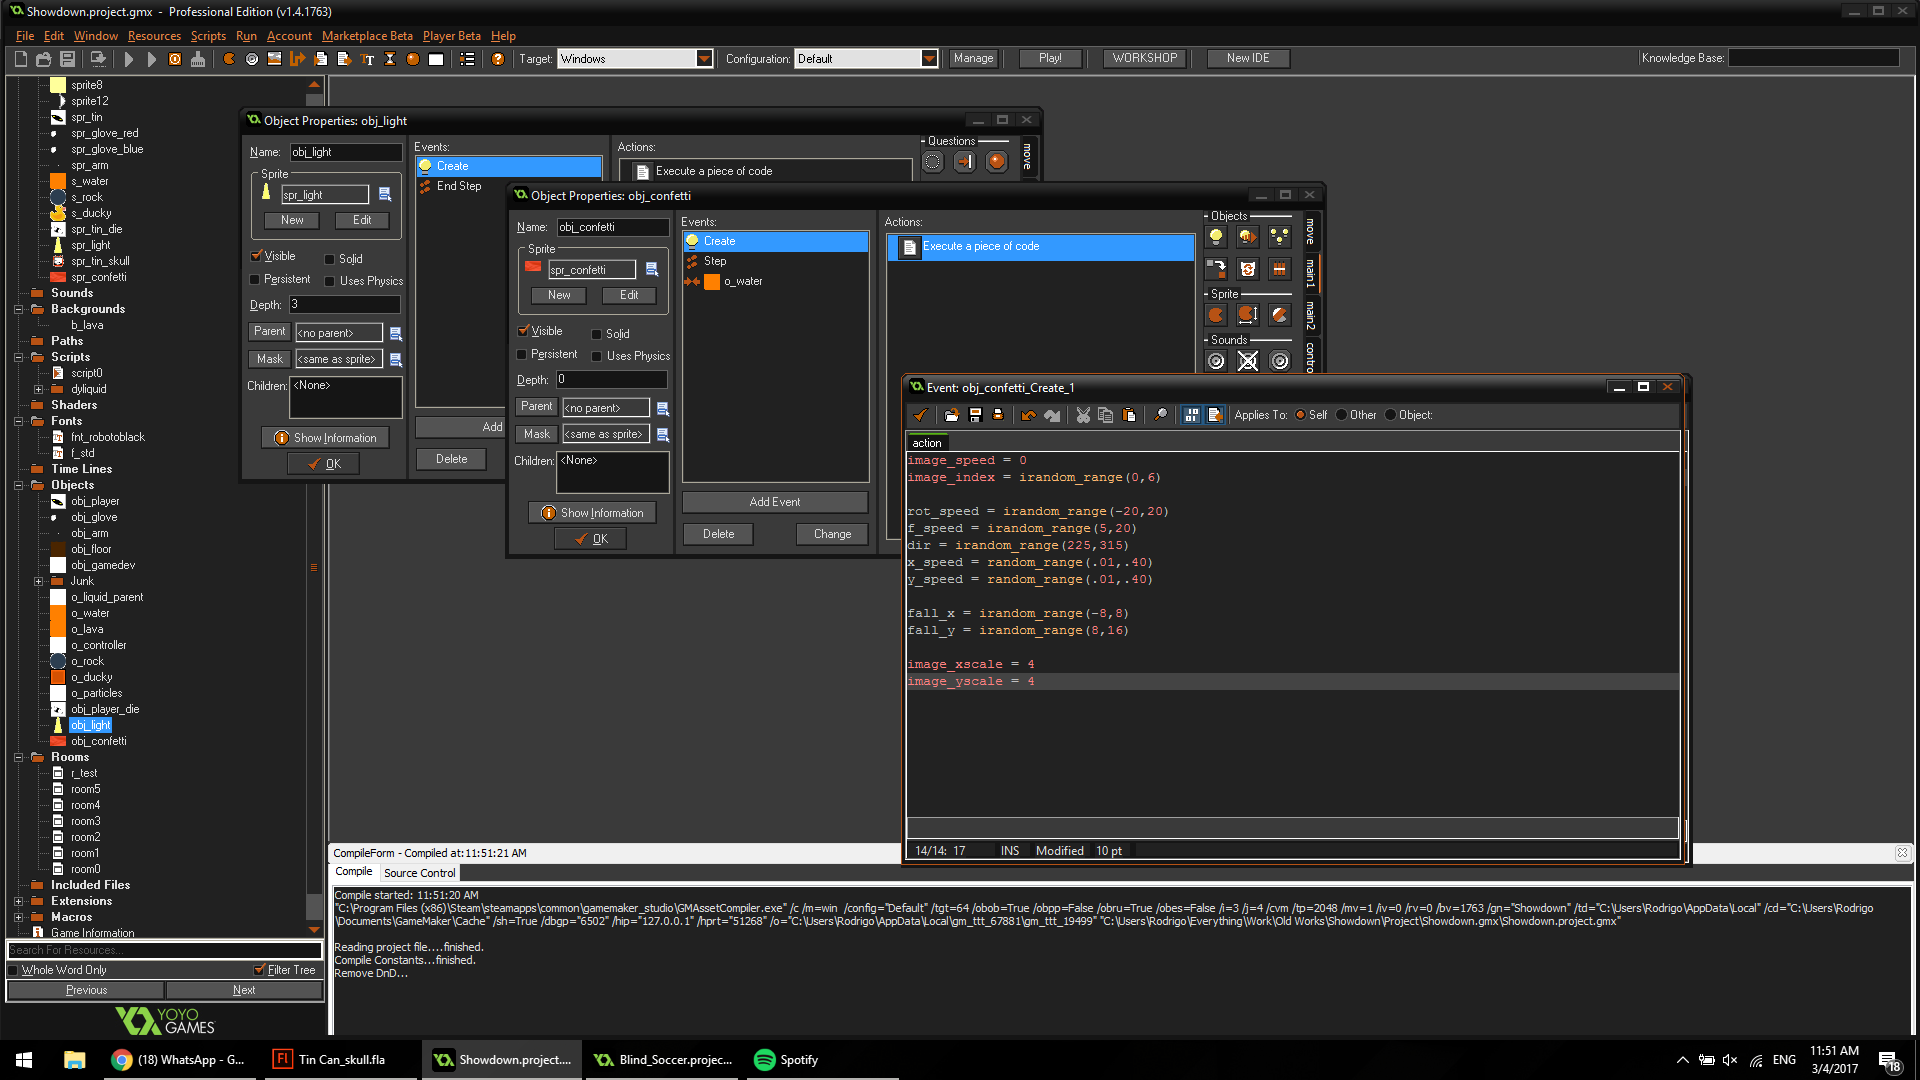 Showdown.project.gmx - Professional Edition (v1.4.1763)
File Edit Window Resources Scripts Run Account Marketplace Beta Player Beta Help
Target: Windows Configuration: Default Manage Play! WORKSHOP New IDE Knowledge Base:
sprite8
sprite12
spr_tin
spr_glove_red
spr_glove_blue
spr_arm
s_water
s_rock
s_ducky
spr_tin_die
spr_light
spr_tin_skull
spr_confetti
Sounds
Backgrounds
b_lava
Paths
Scripts
script0
dyliquid
Shaders
Fonts
fnt_robotoblack
f_std
Time Lines
Objects
obj_player
obj_glove
obj_arm
obj_floor
obj_gamedev
Junk
o_liquid_parent
o_water
o_lava
o_controller
o_rock
o_ducky
o_particles
obj_player_die
obj_light
obj_confetti
Rooms
r_test
room5
room4
room3
room2
room1
room0
Included Files
Extensions
Macros
Game Information
Search For Resources...
Whole Word Only Filter Tree
Previous Next
YOYO
GAMES
Object Properties: obj_light
Name: obj_light
Sprite
spr_light
New Edit
Visible Solid
Persistent Uses Physics
Depth: 3
Parent <no parent>
Mask <same as sprite>
Children: <None>
Show Information
OK
Events:
Create
End Step
Add
Delete
Actions:
Execute a piece of code
Questions
move
Object Properties: obj_confetti
Name: obj_confetti
Sprite
spr_confetti
New Edit
Visible Solid
Persistent Uses Physics
Depth: 0
Parent <no parent>
Mask <same as sprite>
Children: <None>
Show Information
OK
Events:
Create
Step
o_water
Add Event
Delete Change
Actions:
Execute a piece of code
Objects
Sprite
Sounds
move
main1
main2
contro
Event: obj_confetti_Create_1
Applies To: Self Other Object:
action
image_speed = 0
image_index = irandom_range(0,6)
rot_speed = irandom_range(-20,20)
f_speed = irandom_range(5,20)
dir = irandom_range(225,315)
x_speed = random_range(.01,.40)
y_speed = random_range(.01,.40)
fall_x = irandom_range(-8,8)
fall_y = irandom_range(8,16)
image_xscale = 4
image_yscale = 4
14/14: 17 INS Modified 10 pt
CompileForm - Compiled at:11:51:21 AM
Compile Source Control
Compile started: 11:51:20 AM
"C:\Program Files (x86)\Steam\steamapps\common\gamemaker_studio\GMAssetCompiler.exe" /c /m=win /config="Default" /tgt=64 /obob=True /obpp=False /obru=True /obes=False /i=3 /j=4 /cvm /tp=2048 /mv=1 /iv=0 /rv=0 /bv=1763 /gn="Showdown" /td="C:\Users\Rodrigo\AppData\Local" /cd="C:\Users\Rodrigo
\Documents\GameMaker\Cache" /sh=True /dbgp="6502" /hip="127.0.0.1" /hprt="51268" /o="C:\Users\Rodrigo\AppData\Local\gm_ttt_67881\gm_ttt_19499" "C:\Users\Rodrigo\Everything\Work\Old Works\Showdown\Project\Showdown.gmx\Showdown.project.gmx"
Reading project file....finished.
Compile Constants...finished.
Remove DnD...
(18) WhatsApp - G... Tin Can_skull.fla Showdown.project.... Blind_Soccer.projec... Spotify
ENG 11:51 AM
3/4/2017
18